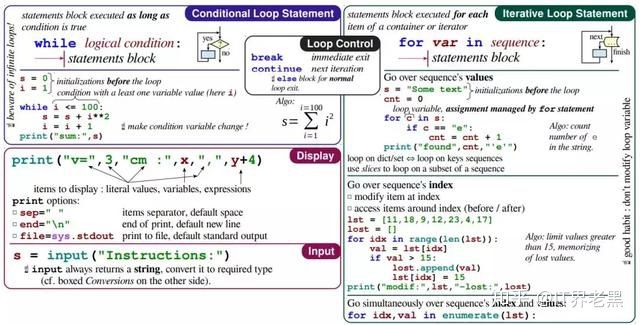 Conditional Loop Statement
statements block executed as long as
condition is true
while logical condition:
statements block
yes
?
no
beware of infinite loops!
s = 0
i = 1
initializations before the loop
condition with a least one variable value (here i)
while i <= 100:
s = s + i**2
i = i + 1
make condition variable change !
print("sum:",s)
Algo:
i=100
s=∑ i²
i=1
Loop Control
break immediate exit
continue next iteration
else block for normal
loop exit.
Display
print("v=",3,"cm :",x,",",y+4)
items to display : literal values, variables, expressions
print options:
sep=" " items separator, default space
end="\n" end of print, default new line
file=sys.stdout print to file, default standard output
Input
s = input("Instructions:")
input always returns a string, convert it to required type
(cf. boxed Conversions on the other side).
Iterative Loop Statement
statements block executed for each
item of a container or iterator
for var in sequence:
statements block
next
...
finish
Go over sequence's values
s = "Some text"
cnt = 0
initializations before the loop
loop variable, assignment managed by for statement
for c in s:
if c == "e":
cnt = cnt + 1
print("found",cnt,"'e'")
Algo: count
number of e
in the string.
loop on dict/set ⇔ loop on keys sequences
use slices to loop on a subset of a sequence
Go over sequence's index
modify item at index
access items around index (before / after)
lst = [11,18,9,12,23,4,17]
lost = []
for idx in range(len(lst)):
val = lst[idx]
if val > 15:
lost.append(val)
lst[idx] = 15
print("modif:",lst,"-lost:",lost)
Algo: limit values greater
than 15, memorizing
of lost values.
Go simultaneously over sequence's index and values:
for idx,val in enumerate(lst):
good habit : don't modify loop variable
知乎 @IT界老黑